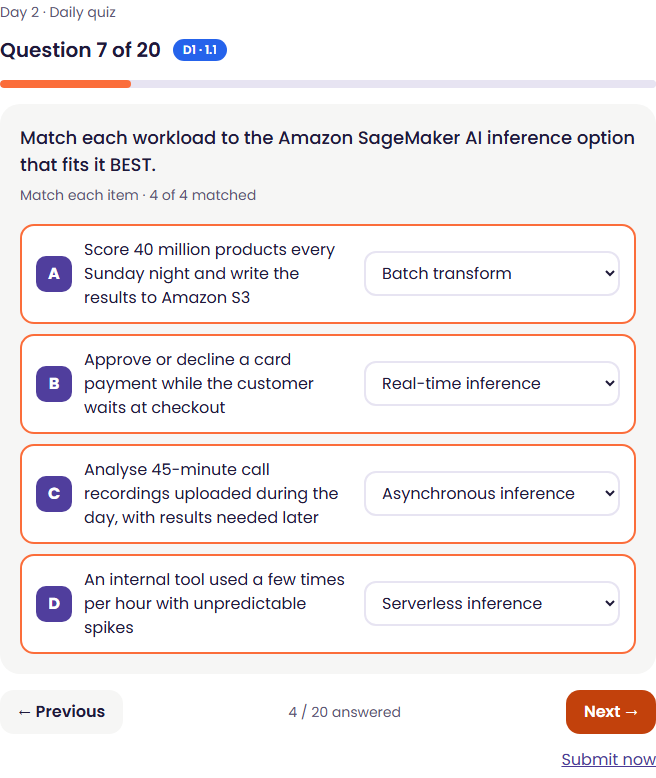 Day 2 · Daily quiz
Question 7 of 20 D1 · 1.1
Match each workload to the Amazon SageMaker AI inference option
that fits it BEST.
Match each item · 4 of 4 matched
A
Score 40 million products every
Sunday night and write the
results to Amazon S3
Batch transform
B
Approve or decline a card
payment while the customer
waits at checkout
Real-time inference
C
Analyse 45-minute call
recordings uploaded during the
day, with results needed later
Asynchronous inference
D
An internal tool used a few times
per hour with unpredictable
spikes
Serverless inference
← Previous 4 / 20 answered Next →
Submit now